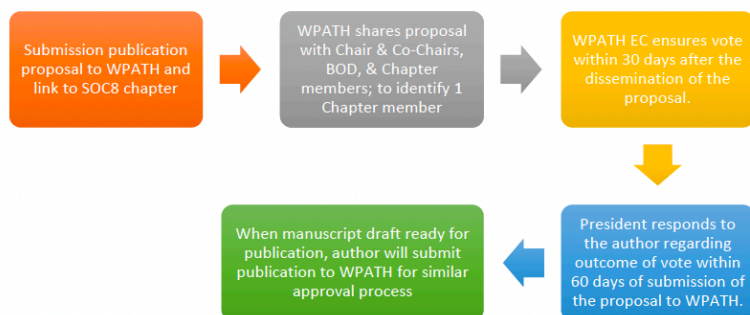 Submission publication
proposal to WPATH and
link to SOC8 chapter
WPATH shares proposal
with Chair & Co-Chairs,
BOD, & Chapter
members; to identify 1
Chapter member
WPATH EC ensures vote
within 30 days after the
dissemination of the
proposal.
President responds to
the author regarding
outcome of vote within
60 days of submission of
the proposal to WPATH.
When manuscript draft ready for
publication, author will submit
publication to WPATH for similar
approval process